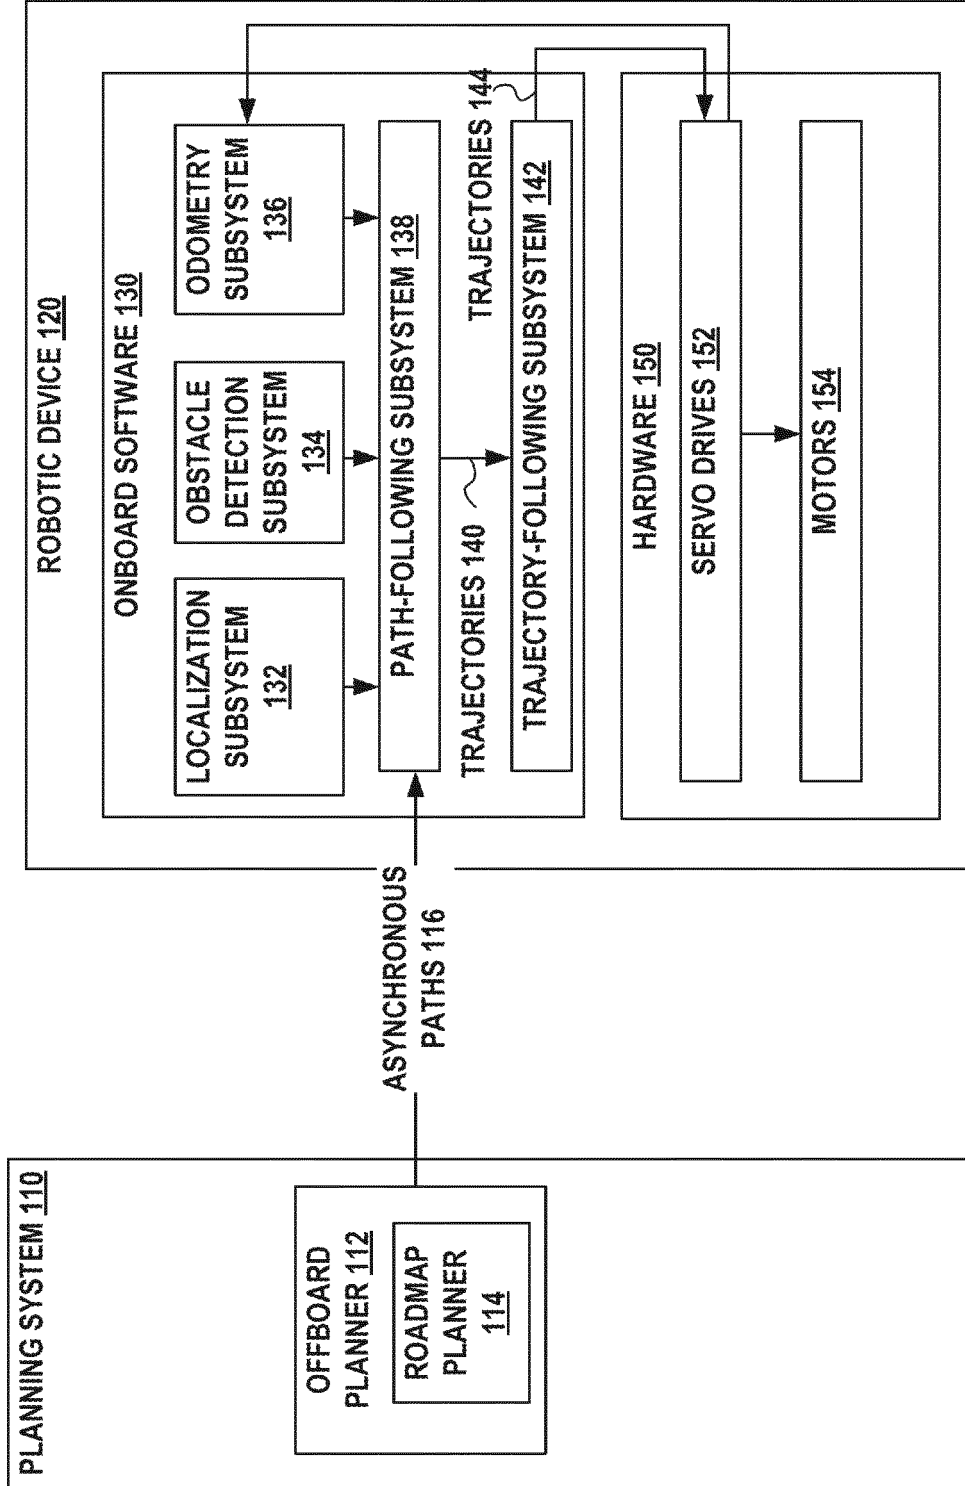 PLANNING SYSTEM 110
OFFBOARD
PLANNER 112
ROADMAP
PLANNER
114
ASYNCHRONOUS
PATHS 116
ROBOTIC DEVICE 120
ONBOARD SOFTWARE 130
LOCALIZATION
SUBSYSTEM
132
OBSTACLE
DETECTION
SUBSYSTEM
134
ODOMETRY
SUBSYSTEM
136
PATH-FOLLOWING SUBSYSTEM 138
TRAJECTORIES 140
TRAJECTORIES 144
TRAJECTORY-FOLLOWING SUBSYSTEM 142
HARDWARE 150
SERVO DRIVES 152
MOTORS 154